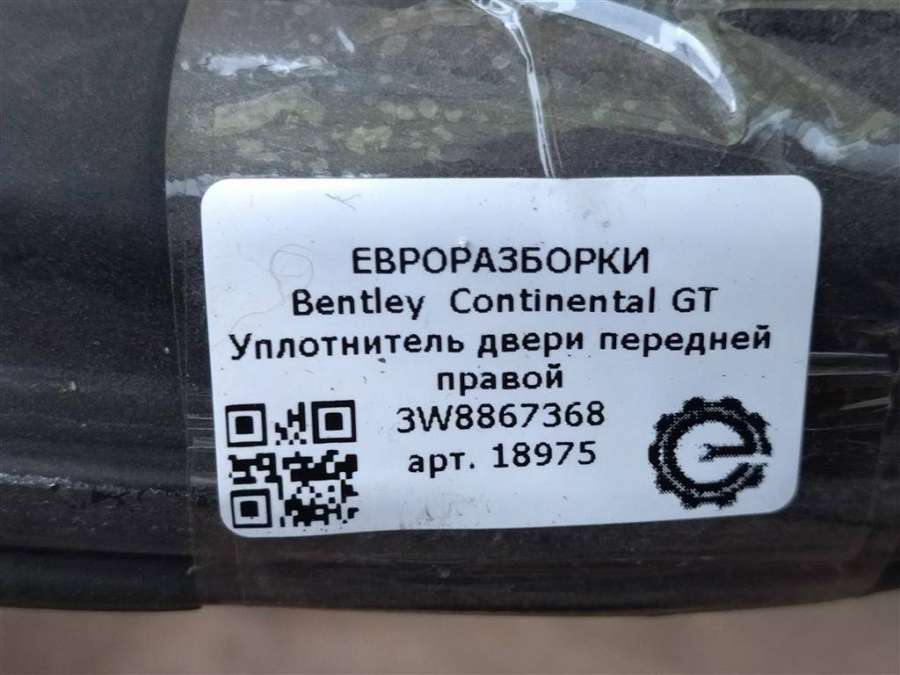 ЕВРОРАЗБОРКИ
Bentley Continental GT
Уплотнитель двери передней
правой
3W8867368
арт. 18975